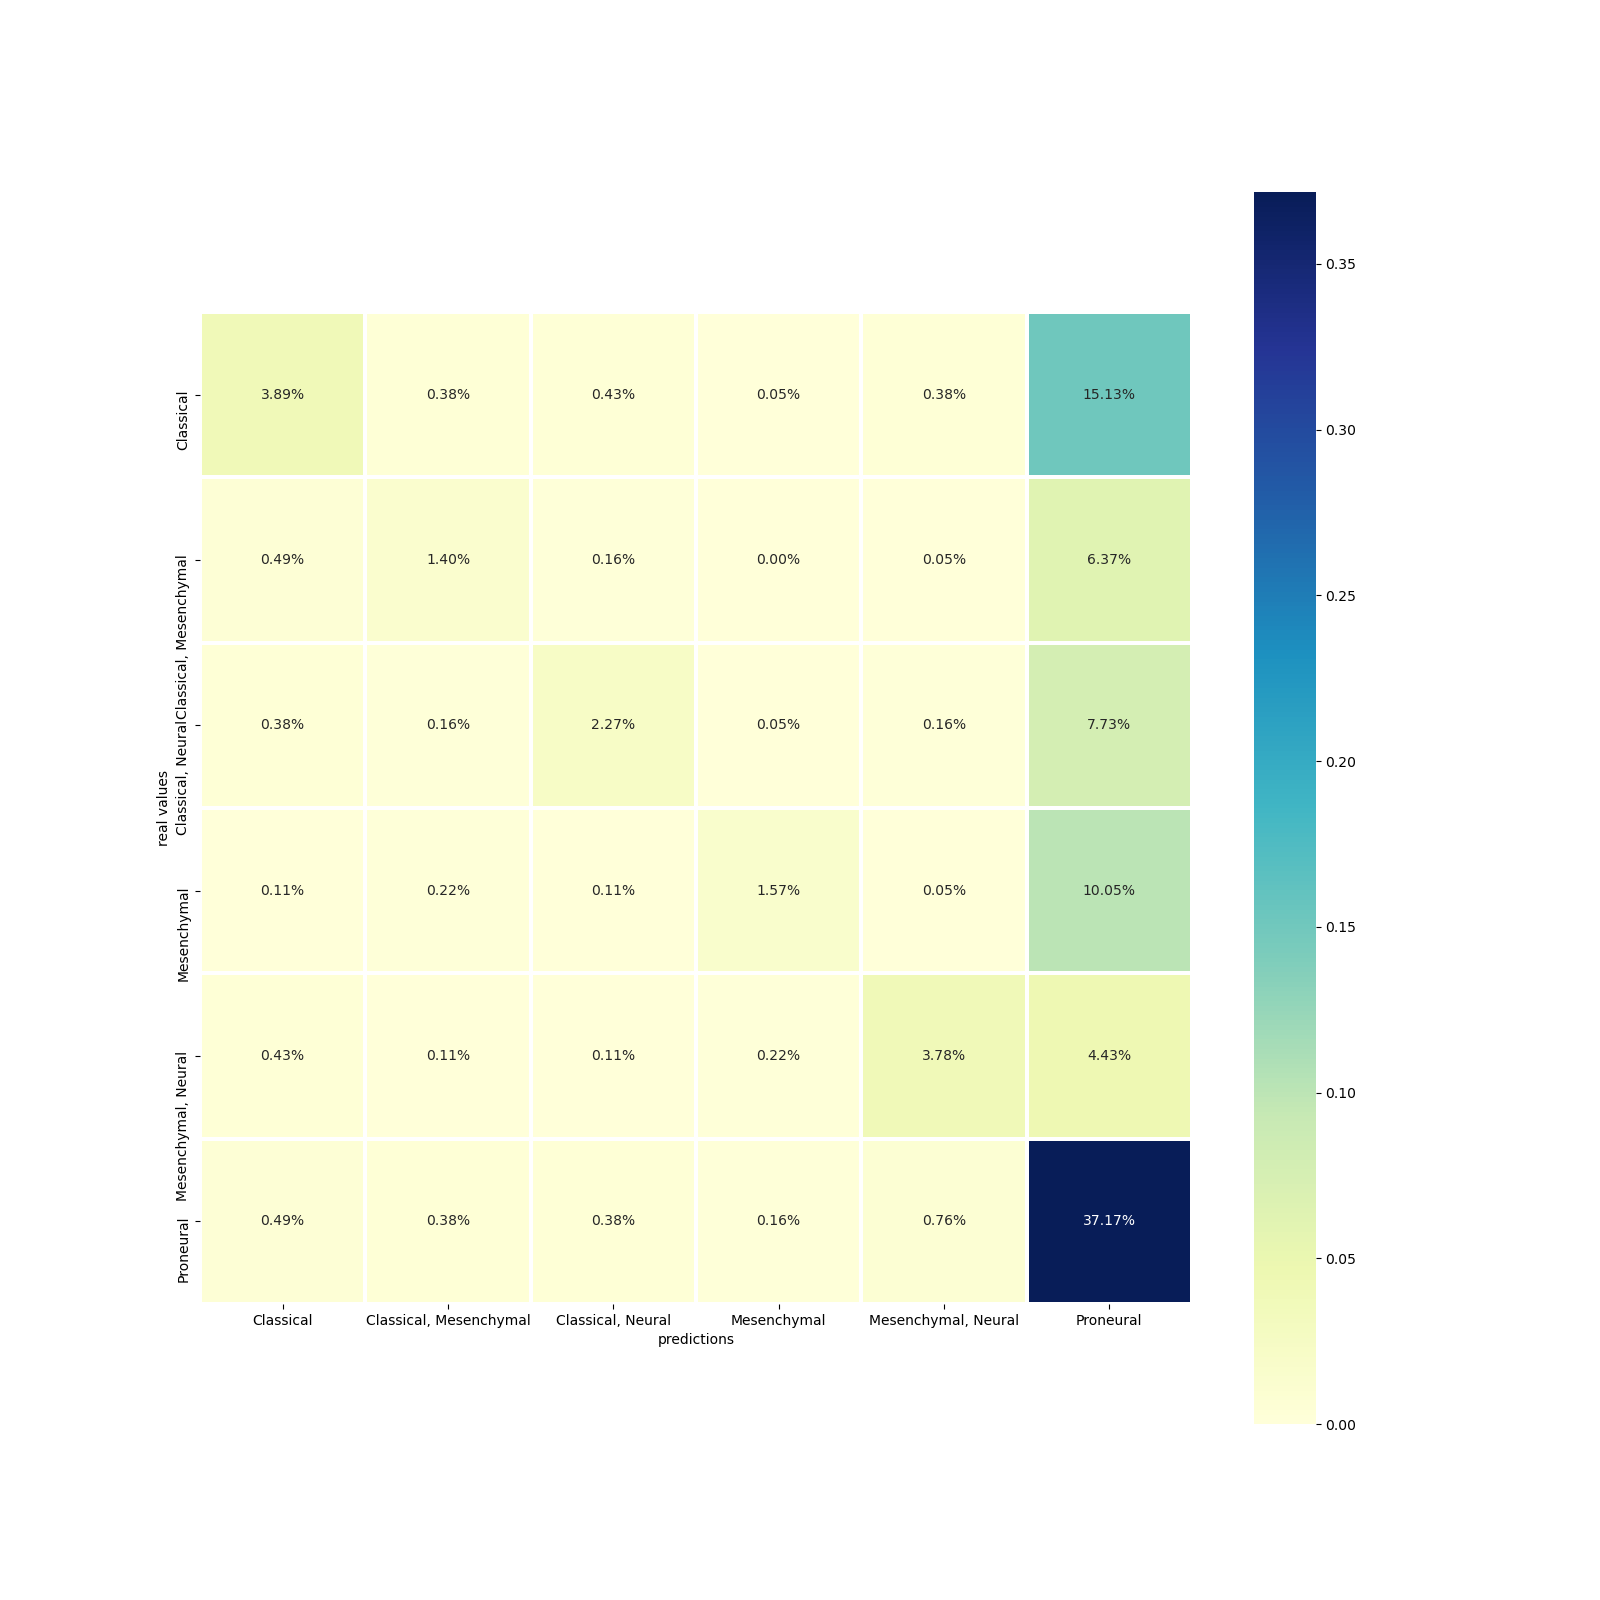 0.35
0.30
0.25
0.20
0.15
0.10
0.05
0.00
real values
Classical
Classical, Mesenchymal
Classical, Neural
Mesenchymal
Mesenchymal, Neural
Proneural
3.89% 0.38% 0.43% 0.05% 0.38% 15.13%
0.49% 1.40% 0.16% 0.00% 0.05% 6.37%
0.38% 0.16% 2.27% 0.05% 0.16% 7.73%
0.11% 0.22% 0.11% 1.57% 0.05% 10.05%
0.43% 0.11% 0.11% 0.22% 3.78% 4.43%
0.49% 0.38% 0.38% 0.16% 0.76% 37.17%
Classical Classical, Mesenchymal Classical, Neural Mesenchymal Mesenchymal, Neural Proneural
predictions